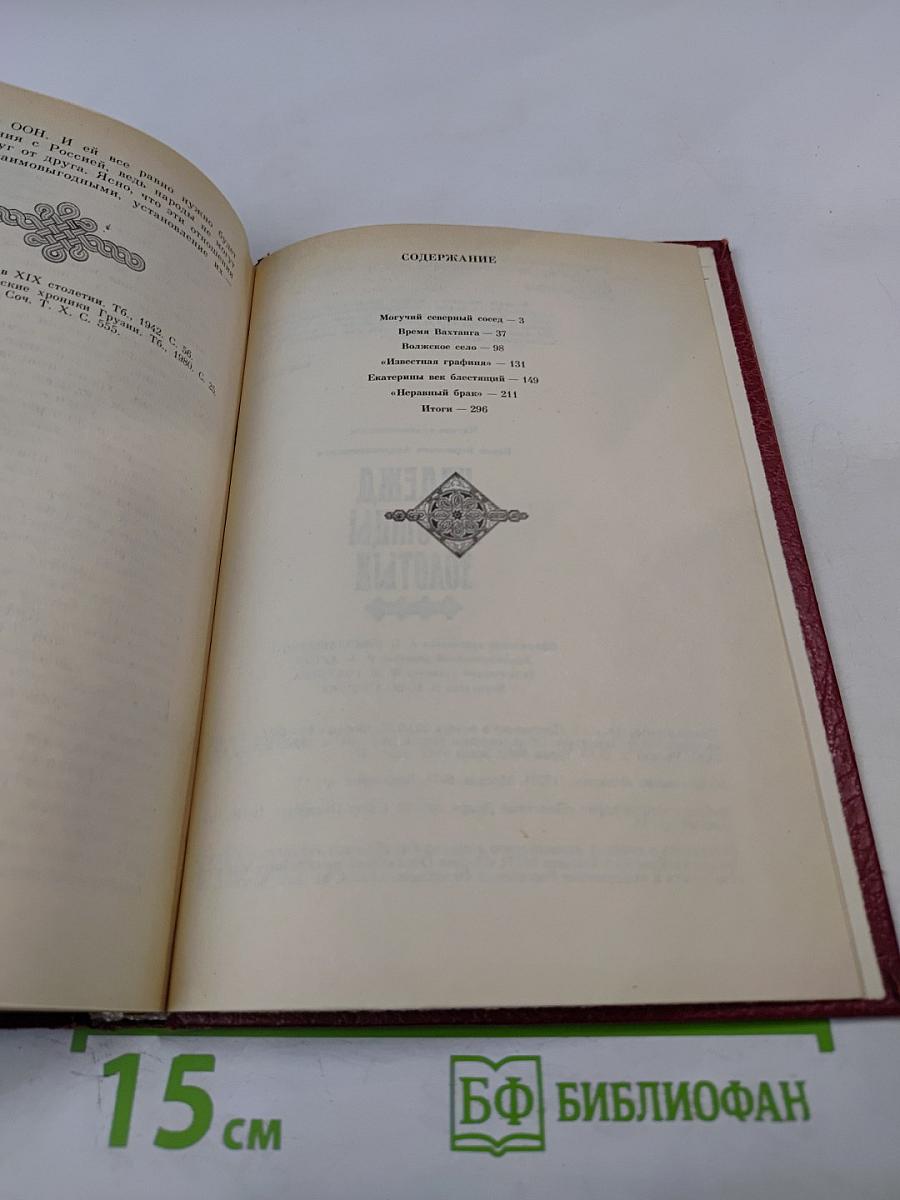 ООН. И ей все равно нужно будет
ния с Россией, ведь народы не могут
уг от друга. Ясно, что эти отношения
аимовыгодными, установление их —
в XIX столетии. Тб., 1942. С. 56.
ские хроники Грузии. Тб., 1980. С. 25.
Соч. Т. X. С. 555.
СОДЕРЖАНИЕ
Могучий северный сосед — 3
Время Вахтанга — 37
Волжское село — 98
«Известная графиня» — 131
Екатерины век блестящий — 149
«Неравный брак» — 211
Итоги — 296
15 см
БФ БИБЛИОФАН